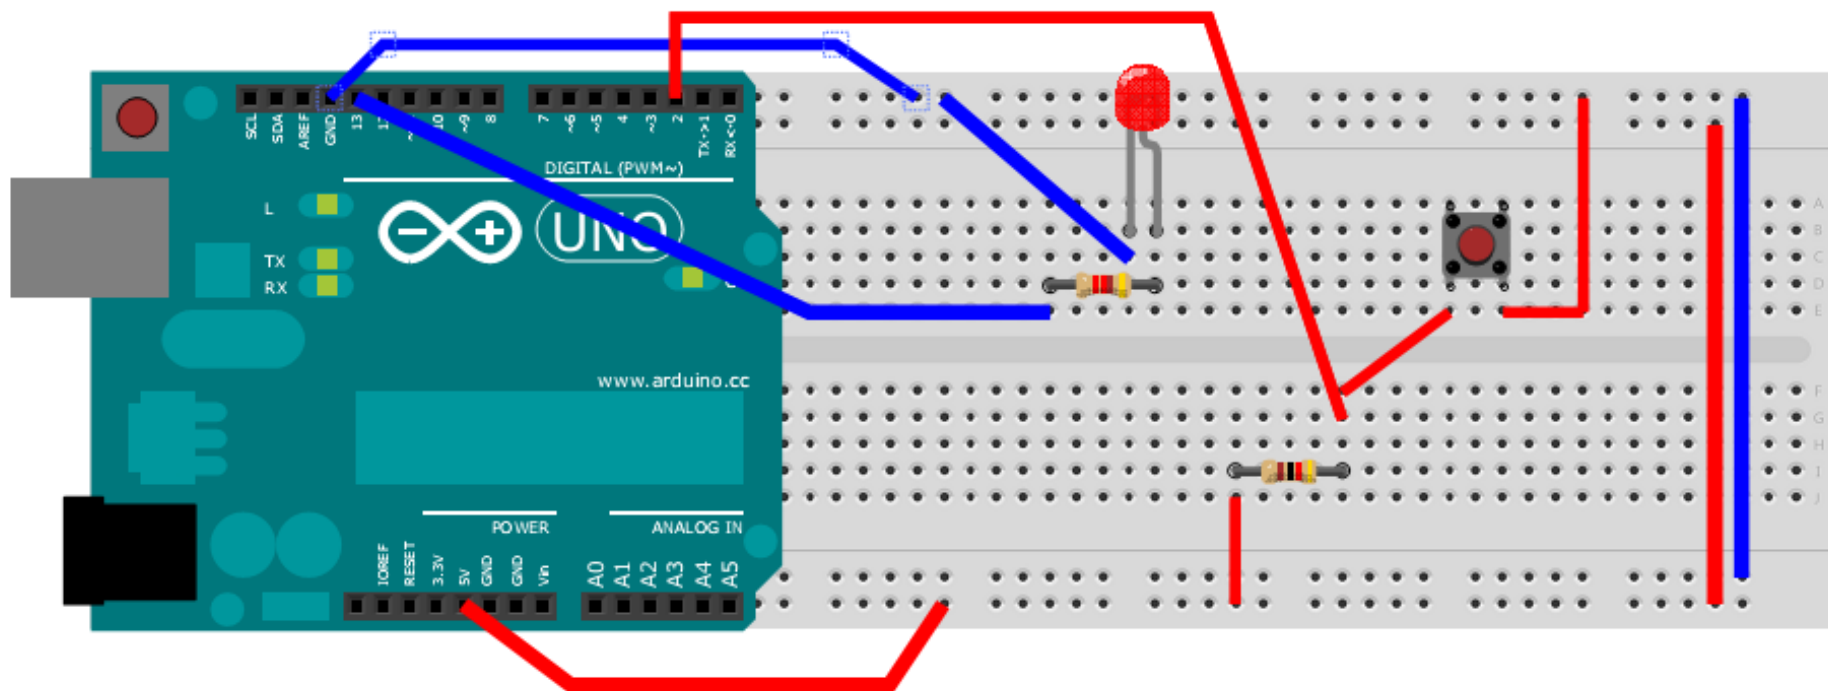 SCL SDA AREF GND 13 10 ~9 8 7 ~6 ~5 4 ~3 2 TX->1 RX<-0
DIGITAL (PWM~)
L
UNO
TX
RX
www.arduino.cc
POWER ANALOG IN
IOREF RESET 3.3V 5V GND GND Vin A0 A1 A2 A3 A4 A5
A
B
C
D
E
F
G
H
I
J